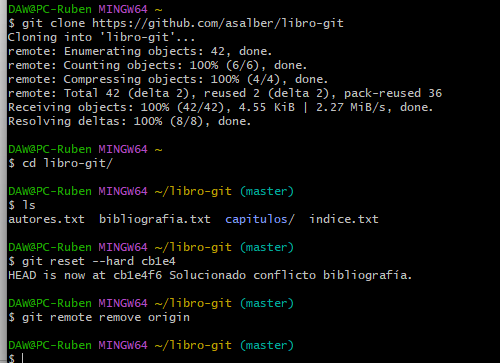 DAW@PC-Ruben MINGW64 ~
$ git clone https://github.com/asalber/libro-git
Cloning into 'libro-git'...
remote: Enumerating objects: 42, done.
remote: Counting objects: 100% (6/6), done.
remote: Compressing objects: 100% (4/4), done.
remote: Total 42 (delta 2), reused 2 (delta 2), pack-reused 36
Receiving objects: 100% (42/42), 4.55 KiB | 2.27 MiB/s, done.
Resolving deltas: 100% (8/8), done.
DAW@PC-Ruben MINGW64 ~
$ cd libro-git/
DAW@PC-Ruben MINGW64 ~/libro-git (master)
$ ls
autores.txt bibliografia.txt capitulos/ indice.txt
DAW@PC-Ruben MINGW64 ~/libro-git (master)
$ git reset --hard cb1e4
HEAD is now at cb1e4f6 Solucionado conflicto bibliografía.
DAW@PC-Ruben MINGW64 ~/libro-git (master)
$ git remote remove origin
DAW@PC-Ruben MINGW64 ~/libro-git (master)
$